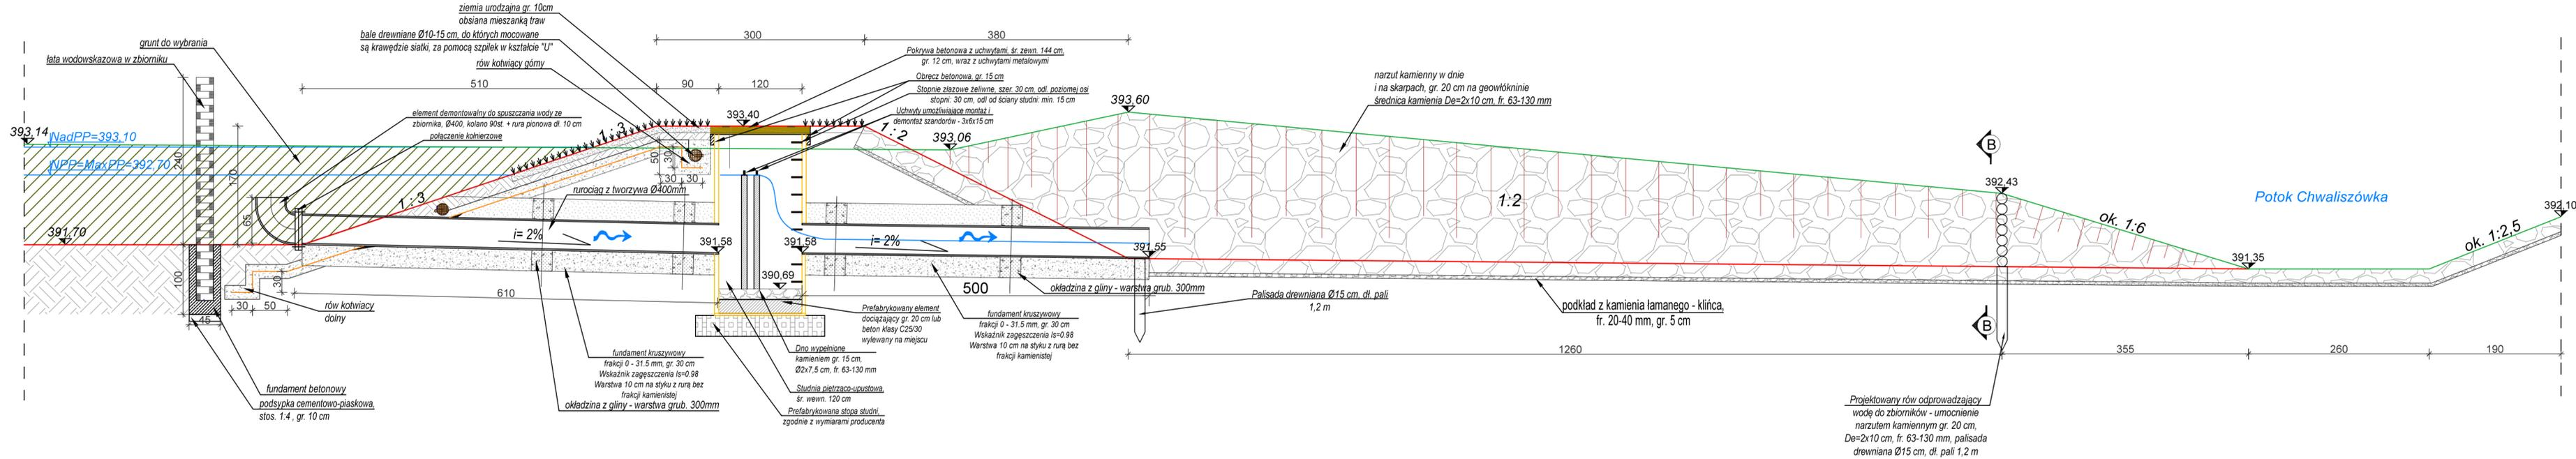 ziemia urodzajna gr. 10cm
obsiana mieszanką traw
bale drewniane Ø10-15 cm, do których mocowane
są krawędzie siatki, za pomocą szpilek w kształcie "U"
rów kotwiący górny
grunt do wybrania
łata wodowskazowa w zbiorniku
300
380
510
90
120
Pokrywa betonowa z uchwytami, śr. zewn. 144 cm,
gr. 12 cm, wraz z uchwytami metalowymi
Obręcz betonowa, gr. 15 cm
Stopnie złazowe żeliwne, szer. 30 cm, odl. poziomej osi
stopni: 30 cm, odl od ściany studni: min. 15 cm
Uchwyty umożliwiające montaż i
demontaż szandorów - 3x6x15 cm
element demontowalny do spuszczania wody ze
zbiornika, Ø400, kolano 90st. + rura pionowa dł. 10 cm
połączenie kołnierzowe
narzut kamienny w dnie
i na skarpach, gr. 20 cm na geowłókninie
średnica kamienia De=2x10 cm, fr. 63-130 mm
393,14
NadPP=393,10
NPP=MaxPP=392,70
240
170
65
1 : 3
1 : 3
393,40
50
30
30
30
1 : 2
393,06
393,60
1:2
B
392,43
ok. 1:6
Potok Chwaliszówka
392,10
ok. 1:2,5
391,70
rurociąg z tworzywa Ø400mm
i= 2%
391,58
391,58
i= 2%
391,55
391,35
390,69
100
30
30
50
45
610
500
rów kotwiacy
dolny
okładzina z gliny - warstwa grub. 300mm
Palisada drewniana Ø15 cm, dł. pali
1,2 m
podkład z kamienia łamanego - klińca,
fr. 20-40 mm, gr. 5 cm
B
Prefabrykowany element
dociążający gr. 20 cm lub
beton klasy C25/30
wylewany na miejscu
fundament kruszywowy
frakcji 0 - 31.5 mm, gr. 30 cm
Wskaźnik zagęszczenia Is=0.98
Warstwa 10 cm na styku z rurą bez
frakcji kamienistej
fundament kruszywowy
frakcji 0 - 31.5 mm, gr. 30 cm
Wskaźnik zagęszczenia Is=0.98
Warstwa 10 cm na styku z rurą bez
frakcji kamienistej
okładzina z gliny - warstwa grub. 300mm
Dno wypełnione
kamieniem gr. 15 cm,
Ø2x7,5 cm, fr. 63-130 mm
Studnia piętrząco-upustowa,
śr. wewn. 120 cm
Prefabrykowana stopa studni,
zgodnie z wymiarami producenta
1260
355
260
190
fundament betonowy
podsypka cementowo-piaskowa,
stos. 1:4 , gr. 10 cm
Projektowany rów odprowadzający
wodę do zbiorników - umocnienie
narzutem kamiennym gr. 20 cm,
De=2x10 cm, fr. 63-130 mm, palisada
drewniana Ø15 cm, dł. pali 1,2 m